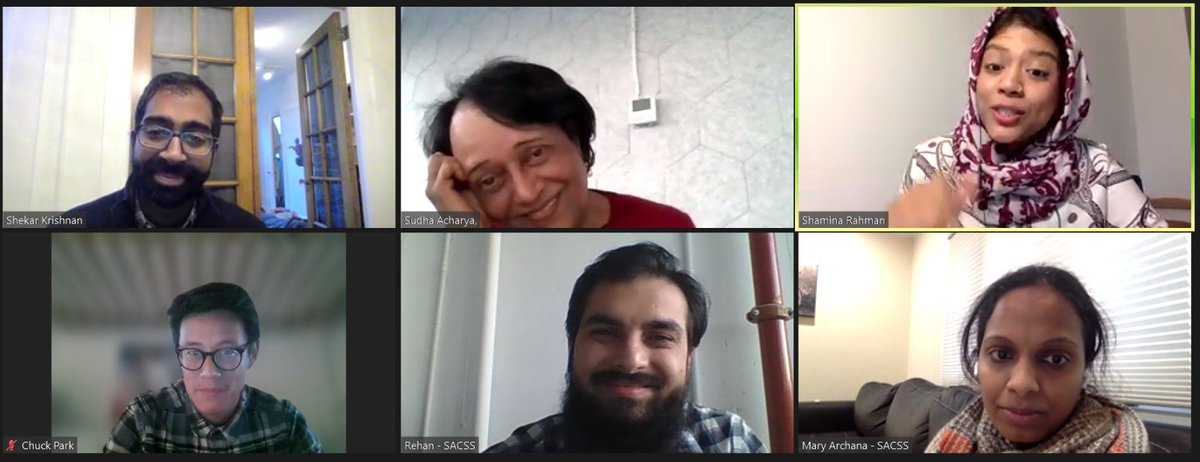 Shekar Krishnan
Sudha Acharya,
Shamina Rahman
Chuck Park
Rehan - SACSS
Mary Archana - SACSS